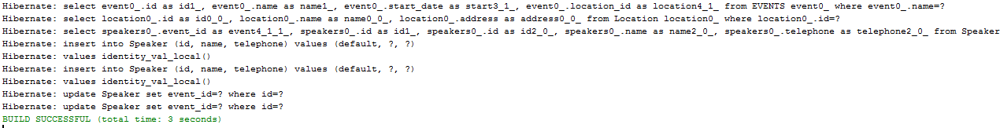 Hibernate: select event0_.id as id1_, event0_.name as name1_, event0_.start_date as start3_1_, event0_.location_id as location4_1_ from EVENTS event0_ where event0_.name=?
Hibernate: select location0_.id as id0_0_, location0_.name as name0_0_, location0_.address as address0_0_ from Location location0_ where location0_.id=?
Hibernate: select speakers0_.event_id as event4_1_1_, speakers0_.id as id1_, speakers0_.id as id2_0_, speakers0_.name as name2_0_, speakers0_.telephone as telephone2_0_ from Speaker
Hibernate: insert into Speaker (id, name, telephone) values (default, ?, ?)
Hibernate: values identity_val_local()
Hibernate: insert into Speaker (id, name, telephone) values (default, ?, ?)
Hibernate: values identity_val_local()
Hibernate: update Speaker set event_id=? where id=?
Hibernate: update Speaker set event_id=? where id=?
BUILD SUCCESSFUL (total time: 3 seconds)